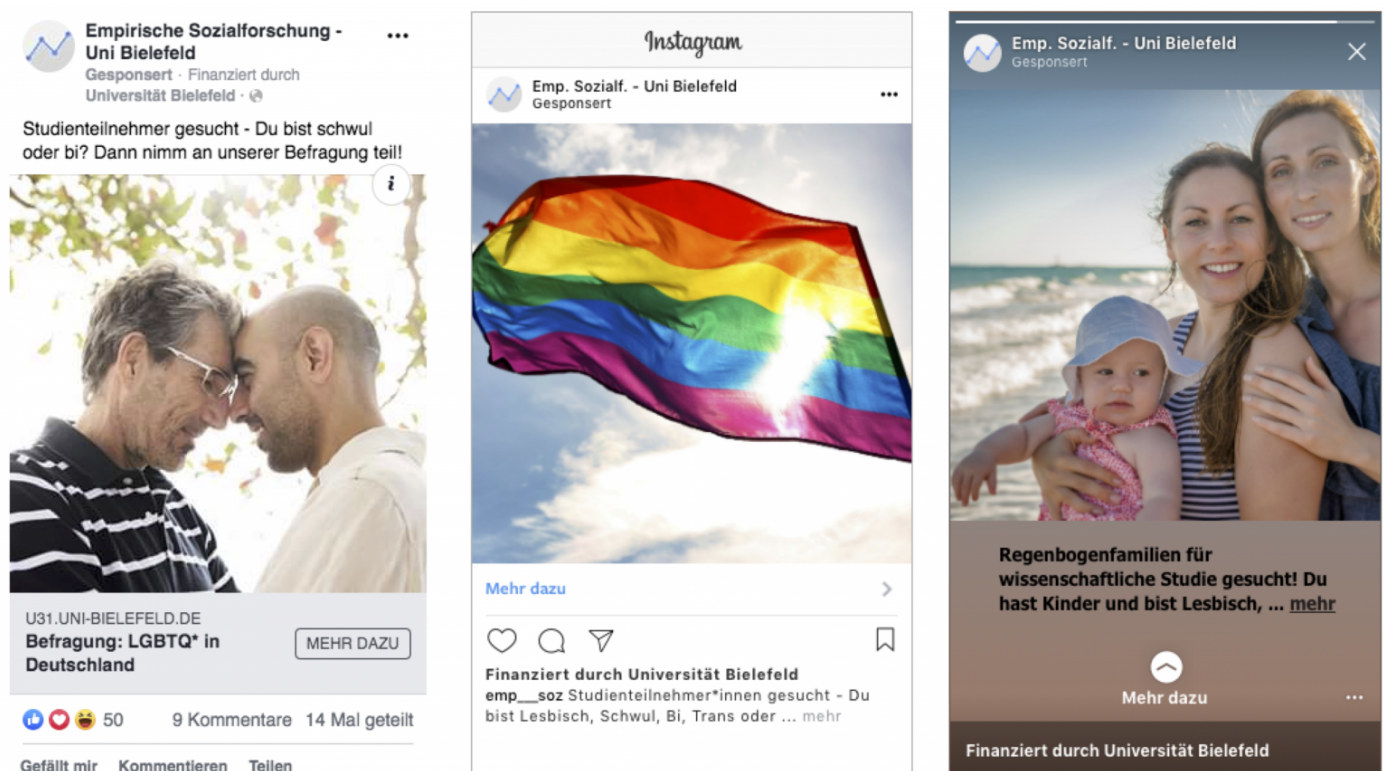 Empirische Sozialforschung -
Uni Bielefeld
Gesponsert · Finanziert durch
Universität Bielefeld ·
Studienteilnehmer gesucht - Du bist schwul
oder bi? Dann nimm an unserer Befragung teil!
i
U31.UNI-BIELEFELD.DE
Befragung: LGBTQ* in
Deutschland
MEHR DAZU
50
9 Kommentare
14 Mal geteilt
Gefällt mir
Kommentieren
Teilen
Instagram
Emp. Sozialf. - Uni Bielefeld
Gesponsert
Mehr dazu
Finanziert durch Universität Bielefeld
emp__soz Studienteilnehmer*innen gesucht - Du
bist Lesbisch, Schwul, Bi, Trans oder ... mehr
Emp. Sozialf. - Uni Bielefeld
Gesponsert
Regenbogenfamilien für
wissenschaftliche Studie gesucht! Du
hast Kinder und bist Lesbisch, ... mehr
Mehr dazu
Finanziert durch Universität Bielefeld